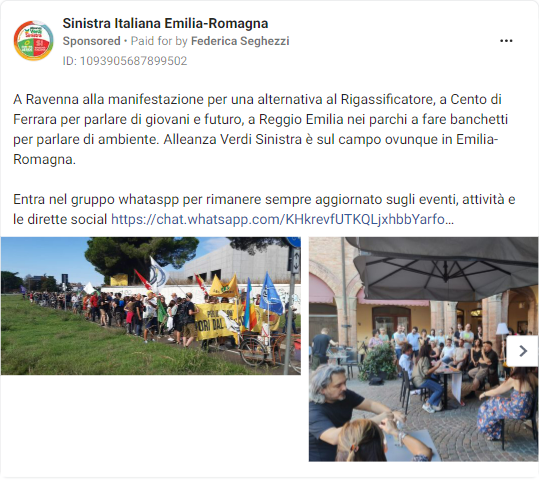 Sinistra Italiana Emilia-Romagna
Sponsored • Paid for by Federica Seghezzi
ID: 1093905687899502
A Ravenna alla manifestazione per una alternativa al Rigassificatore, a Cento di
Ferrara per parlare di giovani e futuro, a Reggio Emilia nei parchi a fare banchetti
per parlare di ambiente. Alleanza Verdi Sinistra è sul campo ovunque in Emilia-
Romagna.
Entra nel gruppo whataspp per rimanere sempre aggiornato sugli eventi, attività e
le dirette social https://chat.whatsapp.com/KHkrevfUTKQLjxhbbYarfo...